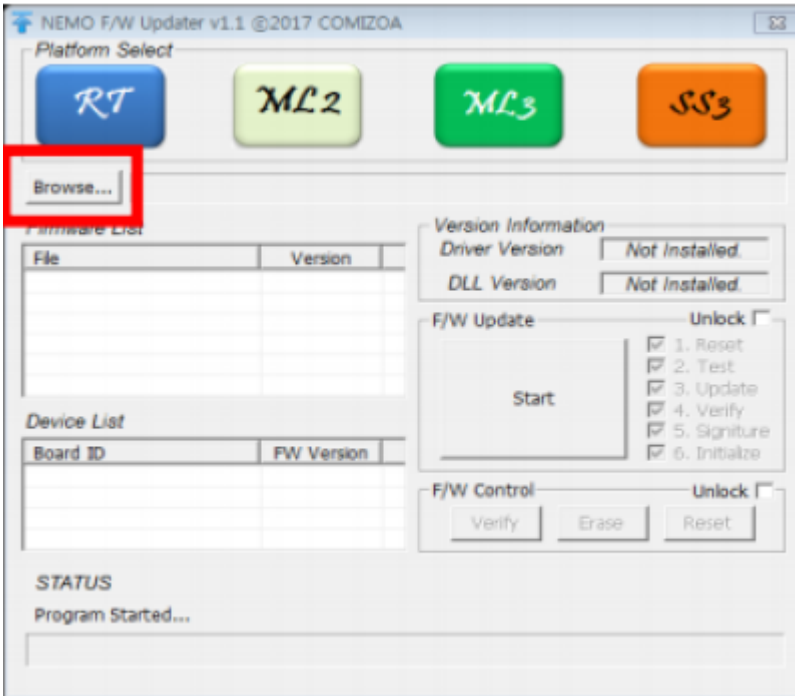 NEMO F/W Updater v1.1 ©2017 COMIZOA
Platform Select
RT ML2 ML3 SS3
Browse...
Firmware List
File Version
Version Information
Driver Version Not Installed.
DLL Version Not Installed.
F/W Update Unlock
Start
1. Reset
2. Test
3. Update
4. Verify
5. Signiture
6. Initialize
Device List
Board ID FW Version
F/W Control Unlock
Verify Erase Reset
STATUS
Program Started...